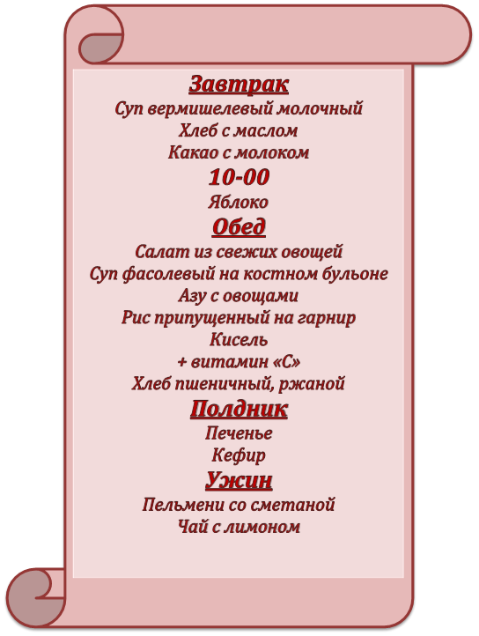 Завтрак
Суп вермишелевый молочный
Хлеб с маслом
Какао с молоком
10-00
Яблоко
Обед
Салат из свежих овощей
Суп фасолевый на костном бульоне
Азу с овощами
Рис припущенный на гарнир
Кисель
+ витамин «С»
Хлеб пшеничный, ржаной
Полдник
Печенье
Кефир
Ужин
Пельмени со сметаной
Чай с лимоном